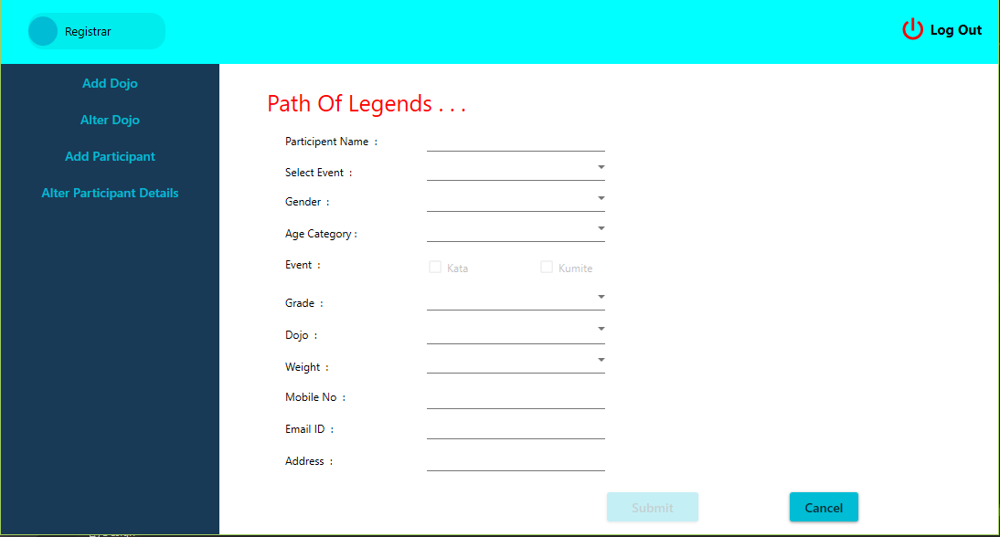 Registrar
Log Out
Add Dojo
Alter Dojo
Add Participant
Alter Participant Details
Path Of Legends . . .
Participent Name :
Select Event :
Gender :
Age Category :
Event :
Kata
Kumite
Grade :
Dojo :
Weight :
Mobile No :
Email ID :
Address :
Submit
Cancel